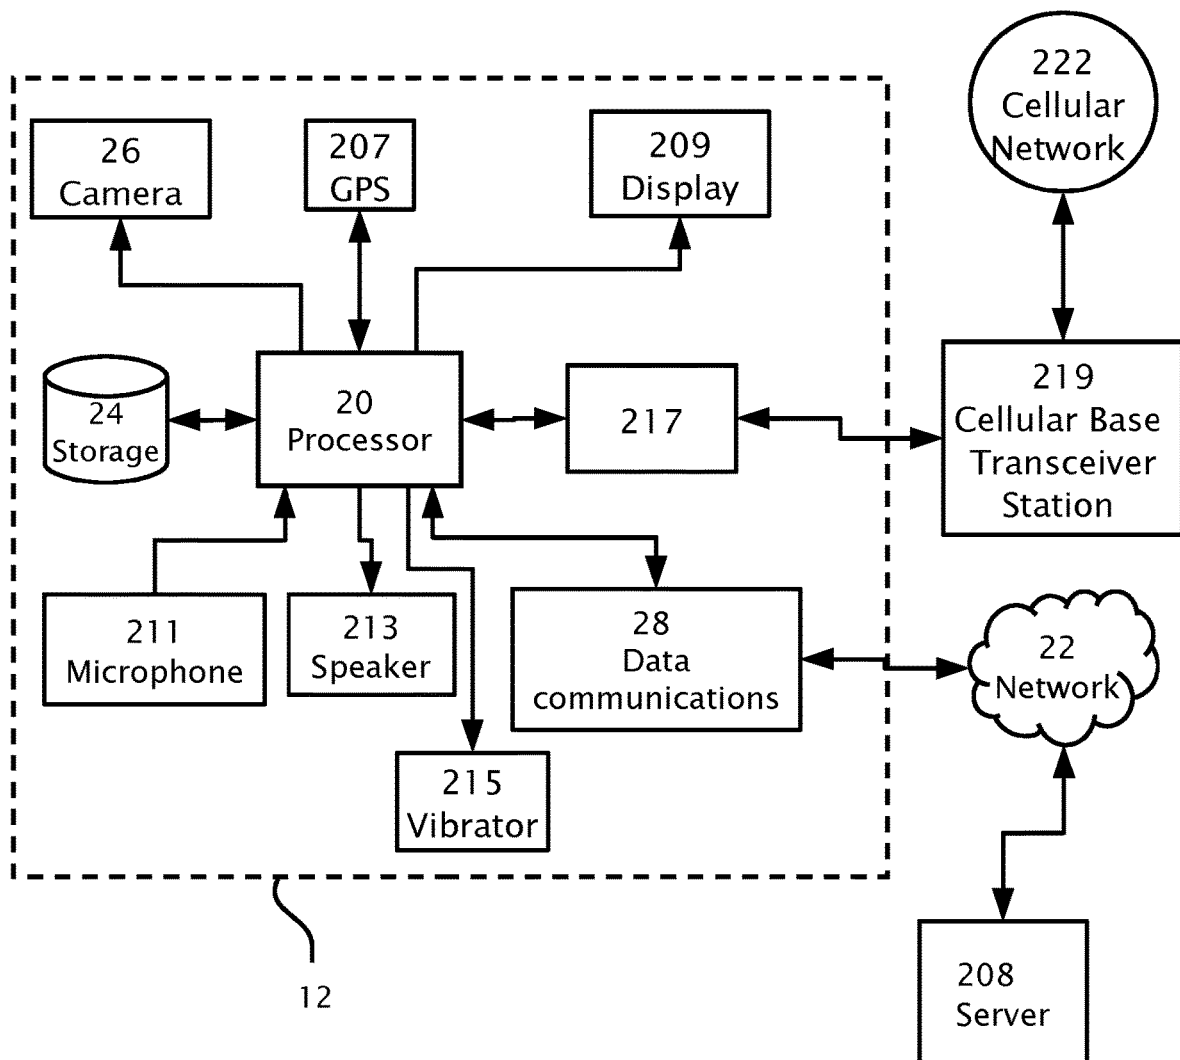 222
Cellular
Network
26
Camera
207
GPS
209
Display
24
Storage
20
Processor
217
219
Cellular Base
Transceiver
Station
211
Microphone
213
Speaker
28
Data
communications
22
Network
215
Vibrator
12
208
Server